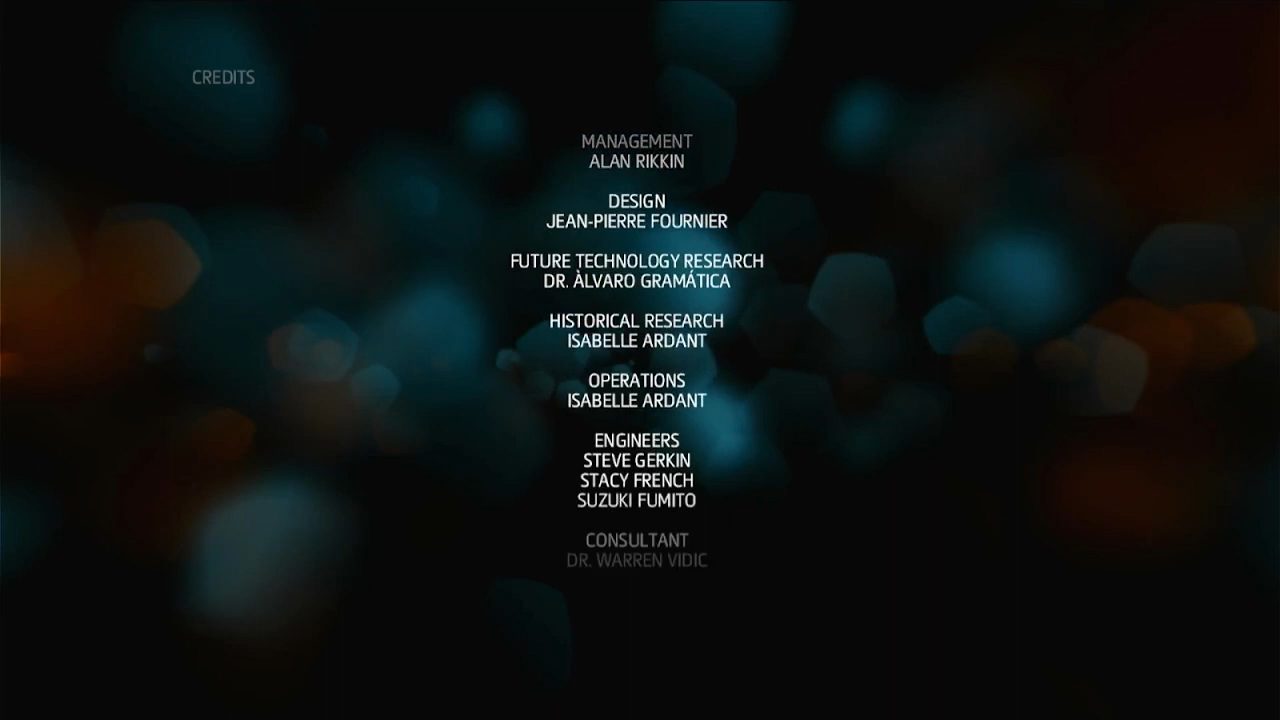 CREDITS
MANAGEMENT
ALAN RIKKIN
DESIGN
JEAN-PIERRE FOURNIER
FUTURE TECHNOLOGY RESEARCH
DR. ÀLVARO GRAMÁTICA
HISTORICAL RESEARCH
ISABELLE ARDANT
OPERATIONS
ISABELLE ARDANT
ENGINEERS
STEVE GERKIN
STACY FRENCH
SUZUKI FUMITO
CONSULTANT
DR. WARREN VIDIC